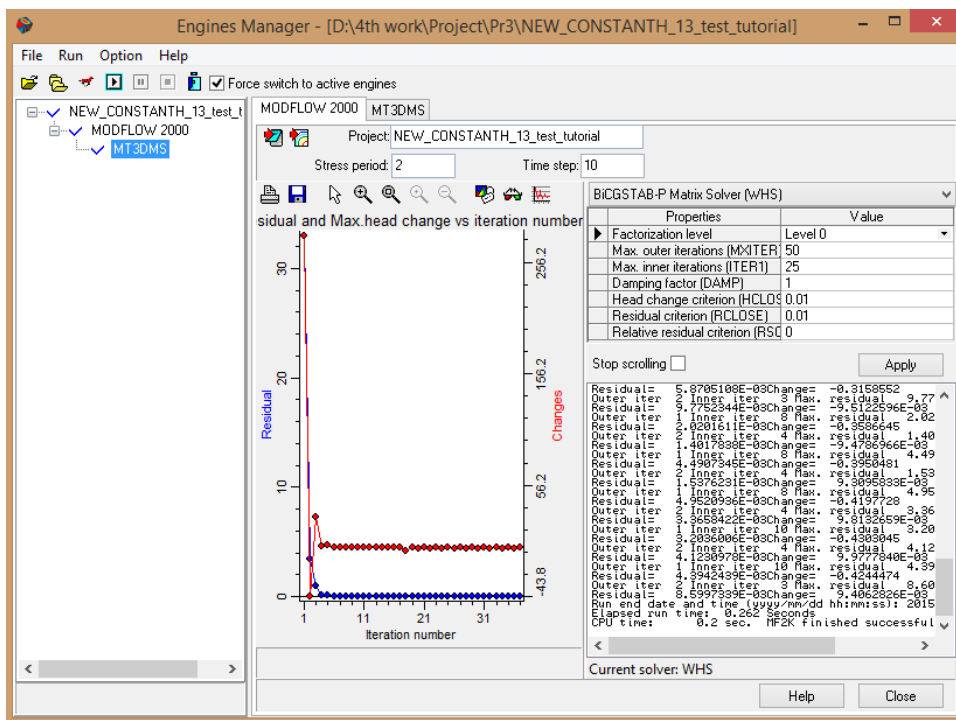 Engines Manager - [D:\4th work\Project\Pr3\NEW_CONSTANTH_13_test_tutorial]
File Run Option Help
Force switch to active engines
NEW_CONSTANTH_13_test_t
MODFLOW 2000
MT3DMS
MODFLOW 2000 MT3DMS
Project: NEW_CONSTANTH_13_test_tutorial
Stress period: 2 Time step: 10
esidual and Max.head change vs iteration number
Residual
30
20
10
0
256.2
156.2
56.2
-43.8
Changes
1 11 21 31
Iteration number
BiCGSTAB-P Matrix Solver (WHS)
Properties Value
Factorization level Level 0
Max. outer iterations (MXITER) 50
Max. inner iterations (ITER1) 25
Damping factor (DAMP) 1
Head change criterion (HCLOS 0.01
Residual criterion (RCLOSE) 0.01
Relative residual criterion (RSC 0
Stop scrolling
Apply
Residual= 5.8705108E-03Change= -0.3158552
Outer iter 2 Inner iter 3 Max. residual 9.77
Residual= 9.7752344E-03Change= -9.5122596E-03
Outer iter 1 Inner iter 8 Max. residual 2.02
Residual= 2.0201611E-03Change= -0.3586645
Outer iter 2 Inner iter 4 Max. residual 1.40
Residual= 1.4017838E-03Change= -9.4786966E-03
Outer iter 1 Inner iter 8 Max. residual 4.49
Residual= 4.4907345E-03Change= -0.3950481
Outer iter 2 Inner iter 4 Max. residual 1.53
Residual= 1.5376231E-03Change= 9.3095833E-03
Outer iter 1 Inner iter 8 Max. residual 4.95
Residual= 4.9520936E-03Change= -0.4197728
Outer iter 2 Inner iter 4 Max. residual 3.36
Residual= 3.3658422E-03Change= 9.8132659E-03
Outer iter 1 Inner iter 10 Max. residual 3.20
Residual= 3.2036006E-03Change= -0.4303045
Outer iter 2 Inner iter 4 Max. residual 4.12
Residual= 4.1230978E-03Change= 9.9777840E-03
Outer iter 1 Inner iter 10 Max. residual 4.39
Residual= 4.3942439E-03Change= -0.4244474
Outer iter 2 Inner iter 3 Max. residual 8.60
Residual= 8.5997339E-03Change= 9.4062826E-03
Run end date and time (yyyy/mm/dd hh:mm:ss): 2015
Elapsed run time: 0.262 Seconds
CPU time: 0.2 sec. MF2K finished successful
Current solver: WHS
Help Close